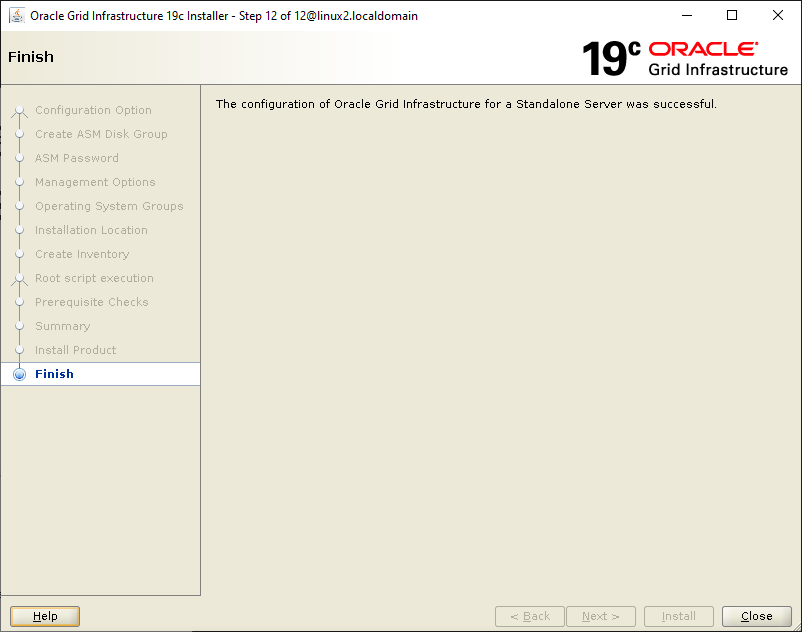 Oracle Grid Infrastructure 19c Installer - Step 12 of 12@linux2.localdomain
Finish
19c ORACLE
Grid Infrastructure
Configuration Option
Create ASM Disk Group
ASM Password
Management Options
Operating System Groups
Installation Location
Create Inventory
Root script execution
Prerequisite Checks
Summary
Install Product
Finish
The configuration of Oracle Grid Infrastructure for a Standalone Server was successful.
Help
< Back
Next >
Install
Close